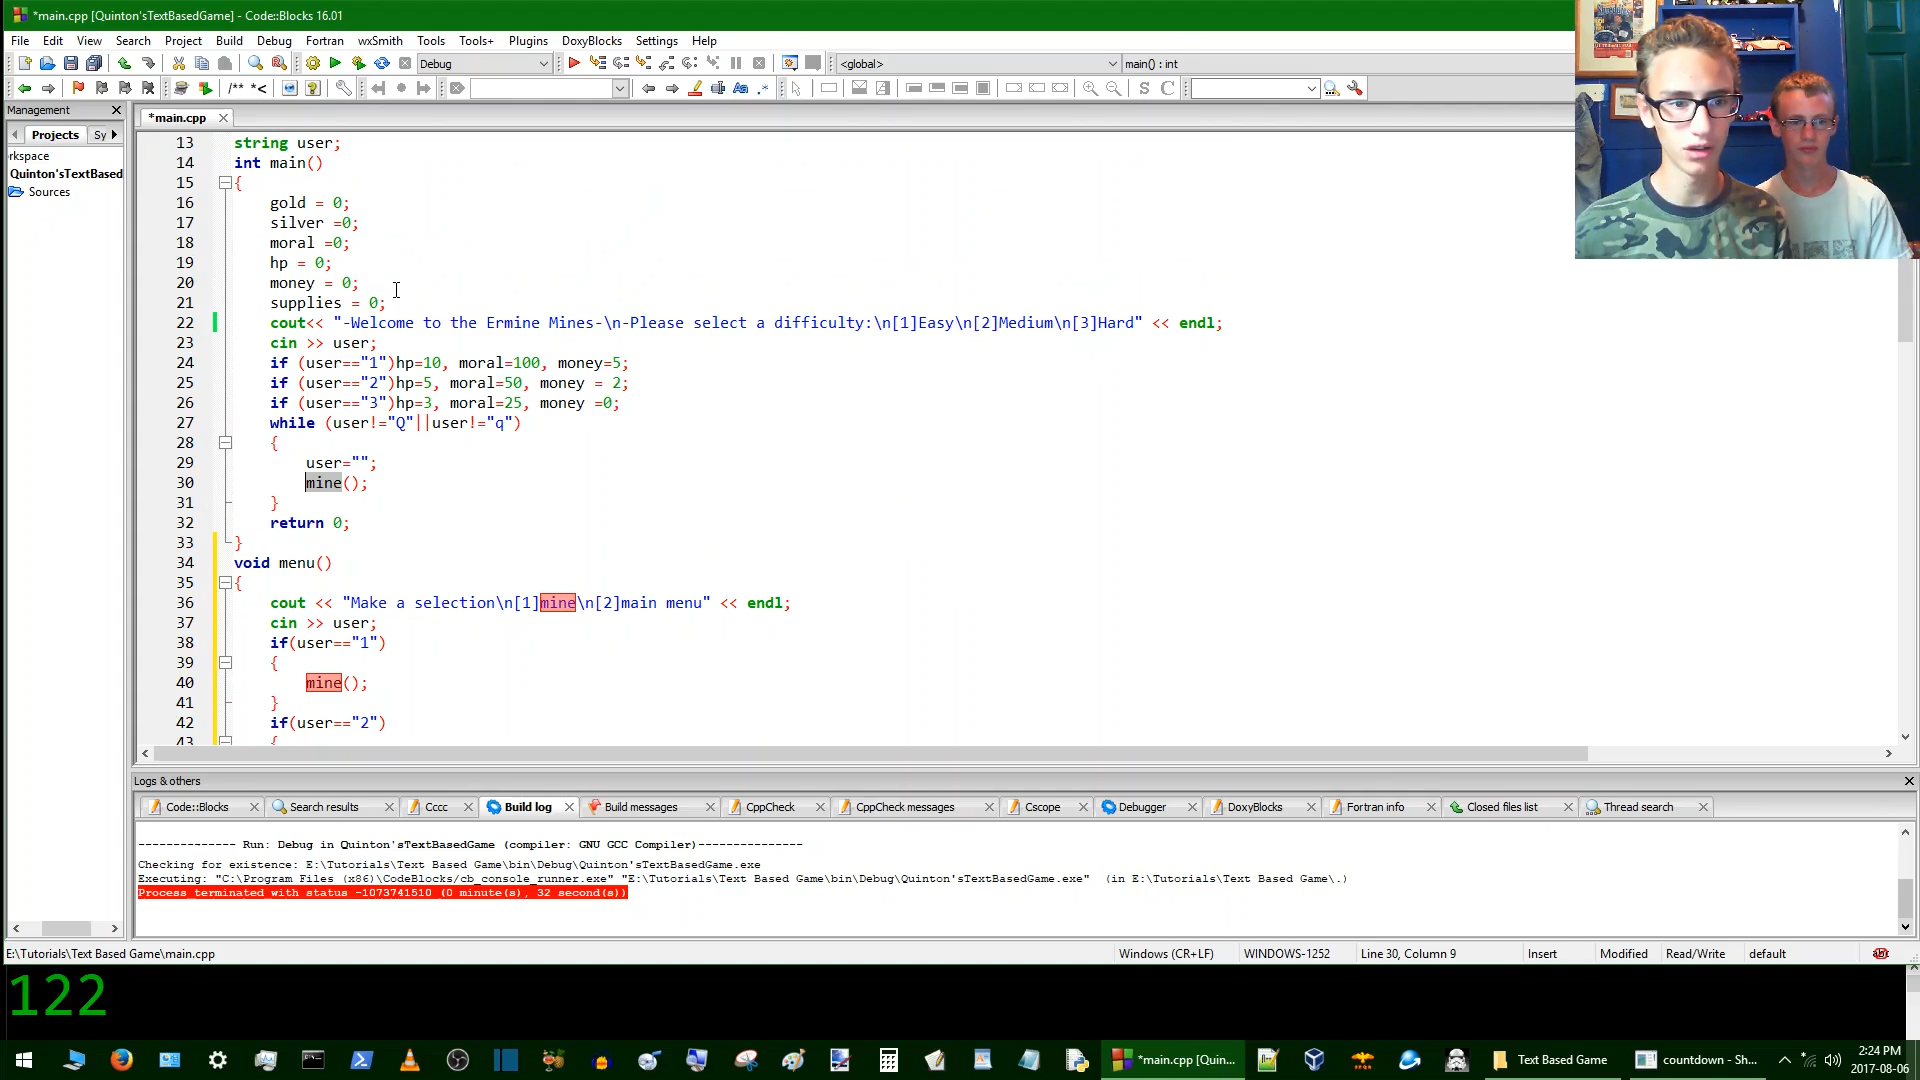 *main.cpp [Quinton'sTextBasedGame] - Code::Blocks 16.01
File Edit View Search Project Build Debug Fortran wxSmith Tools Tools+ Plugins DoxyBlocks Settings Help
Debug <global> main() : int
/** *<
Management
*main.cpp
Projects Sy
rkspace
Quinton'sTextBased
Sources
13 string user;
14 int main()
15 {
16 gold = 0;
17 silver =0;
18 moral =0;
19 hp = 0;
20 money = 0;
21 supplies = 0;
22 cout<< "-Welcome to the Ermine Mines-\n-Please select a difficulty:\n[1]Easy\n[2]Medium\n[3]Hard" << endl;
23 cin >> user;
24 if (user=="1")hp=10, moral=100, money=5;
25 if (user=="2")hp=5, moral=50, money = 2;
26 if (user=="3")hp=3, moral=25, money =0;
27 while (user!="Q"||user!="q")
28 {
29 user="";
30 mine();
31 }
32 return 0;
33 }
34 void menu()
35 {
36 cout << "Make a selection\n[1]mine\n[2]main menu" << endl;
37 cin >> user;
38 if(user=="1")
39 {
40 mine();
41 }
42 if(user=="2")
43 {
Logs & others
Code::Blocks Search results Cccc Build log Build messages CppCheck CppCheck messages Cscope Debugger DoxyBlocks Fortran info Closed files list Thread search
-------------- Run: Debug in Quinton'sTextBasedGame (compiler: GNU GCC Compiler)---------------
Checking for existence: E:\Tutorials\Text Based Game\bin\Debug\Quinton'sTextBasedGame.exe
Executing: "C:\Program Files (x86)\CodeBlocks/cb_console_runner.exe" "E:\Tutorials\Text Based Game\bin\Debug\Quinton'sTextBasedGame.exe" (in E:\Tutorials\Text Based Game\.)
Process terminated with status -1073741510 (0 minute(s), 32 second(s))
E:\Tutorials\Text Based Game\main.cpp Windows (CR+LF) WINDOWS-1252 Line 30, Column 9 Insert Modified Read/Write default
122
*main.cpp [Quin... Text Based Game countdown - Sh... 2:24 PM
2017-08-06